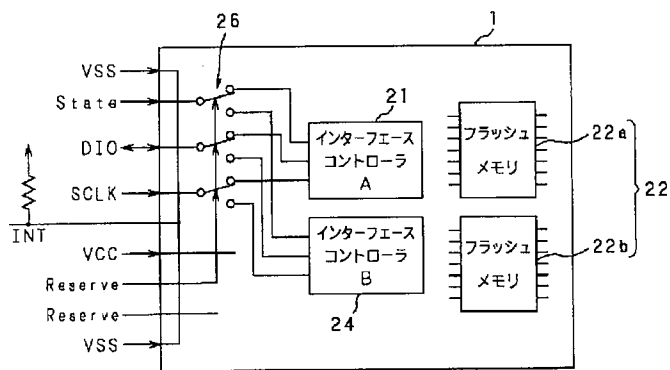 26
1
VSS
State
DIO
SCLK
INT
VCC
Reserve
Reserve
VSS
21
インターフェース
コントローラ
A
インターフェース
コントローラ
B
24
フラッシュ
メモリ
22a
フラッシュ
メモリ
22b
22